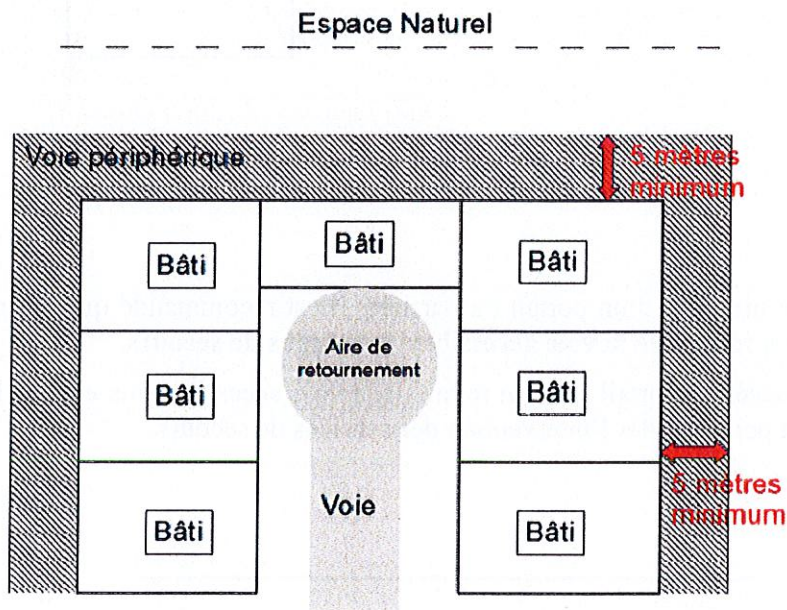 Espace Naturel
Voie périphérique
5 mètres
minimum
Bâti
Bâti
Bâti
Aire de
retournement
Bâti
Bâti
5 mètres
minimum
Voie
Bâti
Bâti